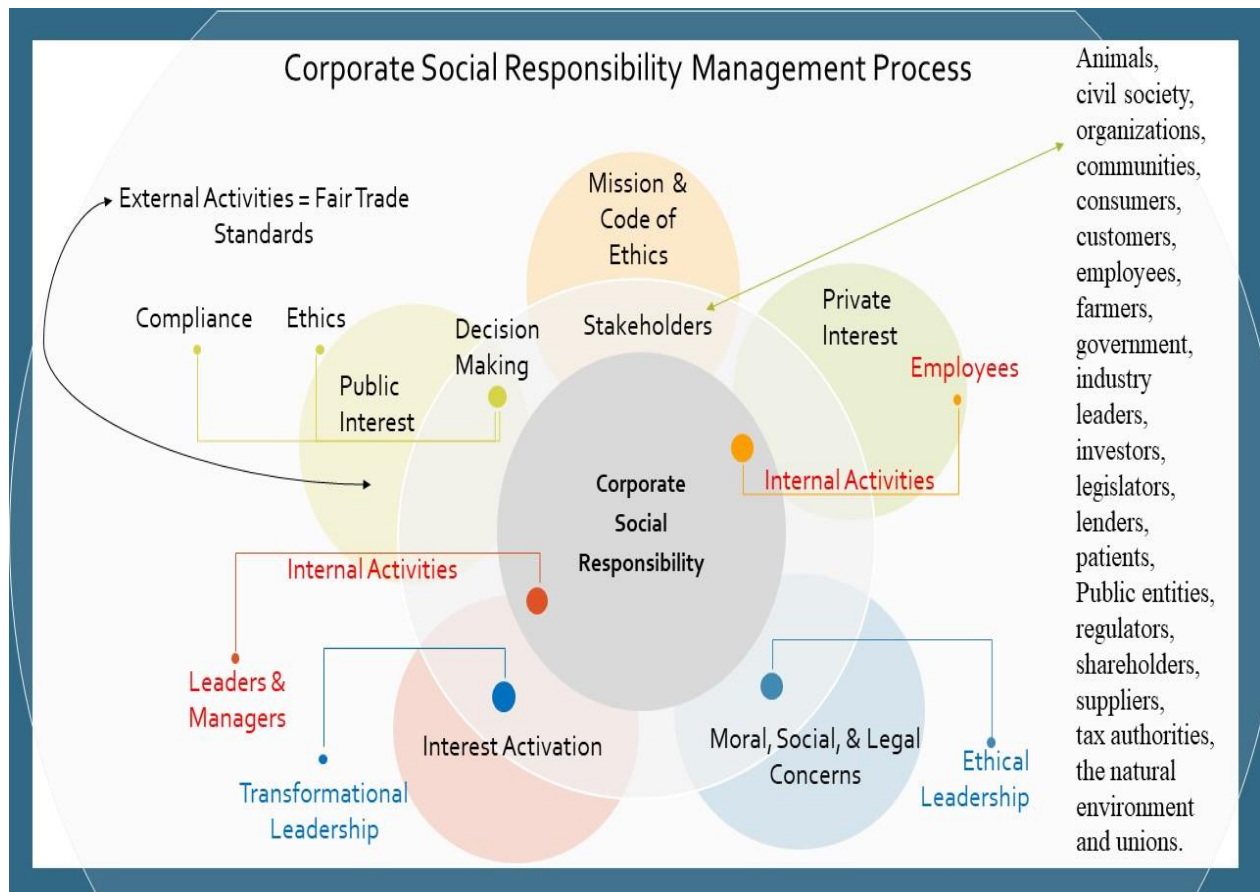 Corporate Social Responsibility Management Process
External Activities = Fair Trade
Standards
Mission &
Code of
Ethics
Stakeholders
Compliance
Ethics
Decision
Making
Public
Interest
Private
Interest
Employees
Internal Activities
Corporate
Social
Responsibility
Internal Activities
Leaders &
Managers
Transformational
Leadership
Interest Activation
Moral, Social, & Legal
Concerns
Ethical
Leadership
Animals,
civil society,
organizations,
communities,
consumers,
customers,
employees,
farmers,
government,
industry
leaders,
investors,
legislators,
lenders,
patients,
Public entities,
regulators,
shareholders,
suppliers,
tax authorities,
the natural
environment
and unions.